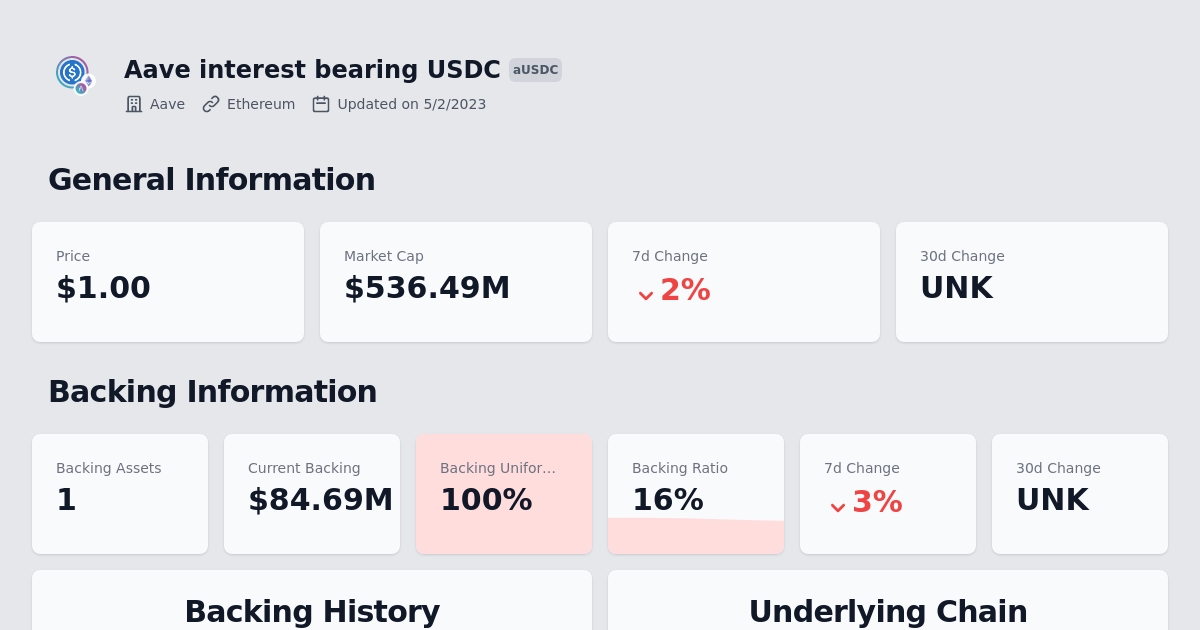 Aave interest bearing USDC aUSDC
Aave Ethereum Updated on 5/2/2023
General Information
Price
$1.00
Market Cap
$536.49M
7d Change
2%
30d Change
UNK
Backing Information
Backing Assets
1
Current Backing
$84.69M
Backing Unifor...
100%
Backing Ratio
16%
7d Change
3%
30d Change
UNK
Backing History
Underlying Chain